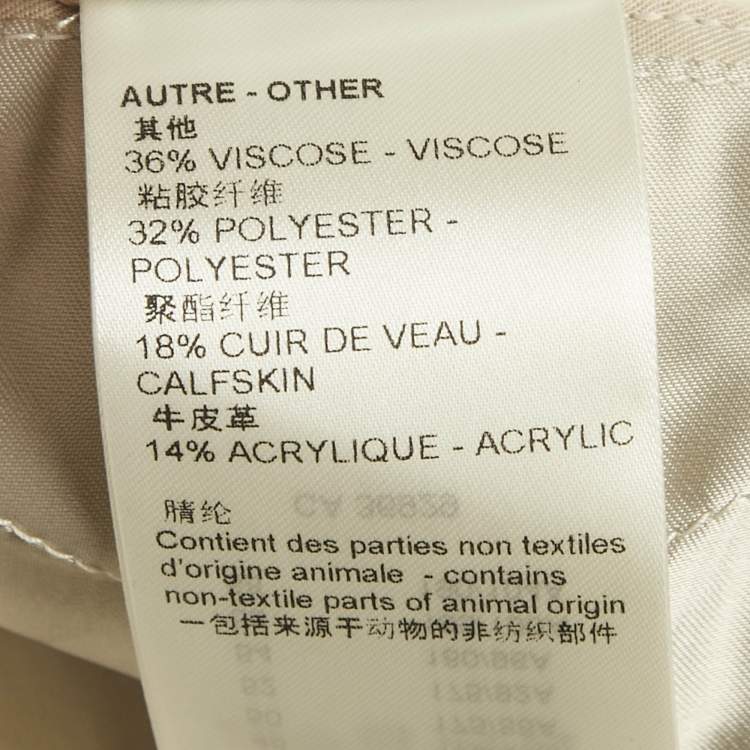 AUTRE - OTHER
其他
36% VISCOSE - VISCOSE
粘胶纤维
32% POLYESTER -
POLYESTER
聚酯纤维
18% CUIR DE VEAU -
CALFSKIN
牛皮革
14% ACRYLIQUE - ACRYLIC
腈纶
Contient des parties non textiles
d'origine animale - contains
non-textile parts of animal origin
一包括来源于动物的非纺织部件
CA 36929